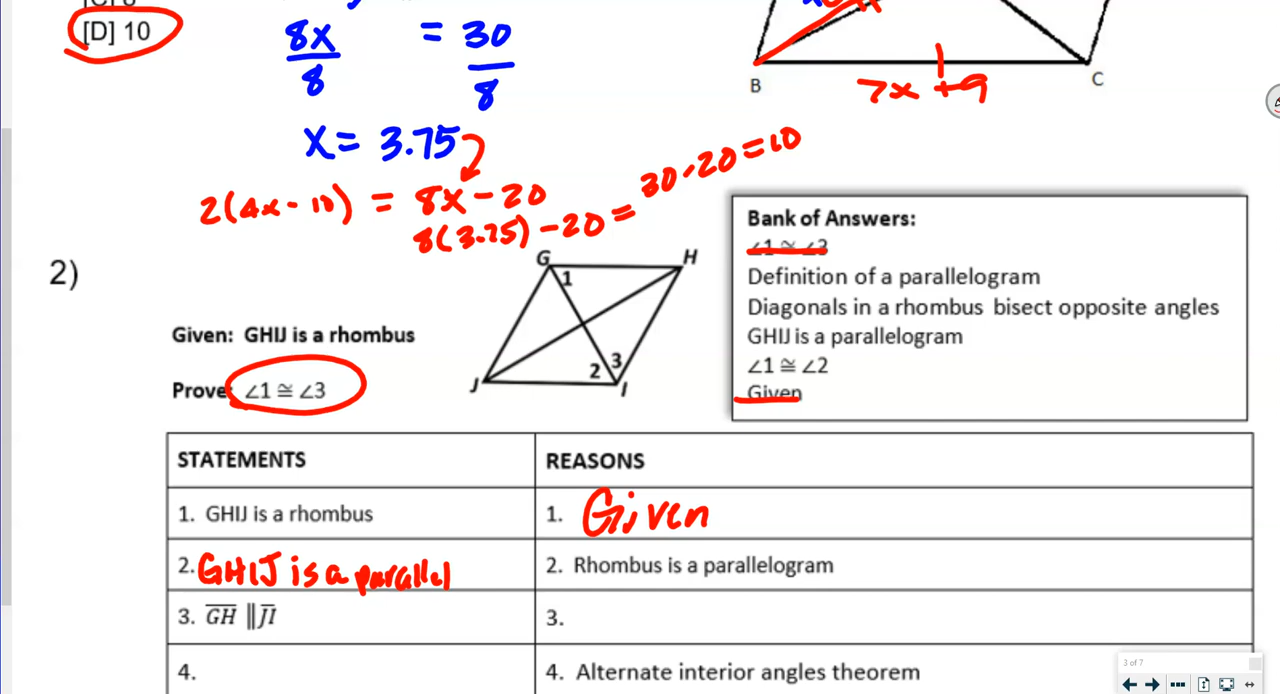 [D] 10
8x = 30
8 8
x = 3.75
2(4x - 10) = 8x - 20
8(3.75) - 20 = 30 - 20 = 10
B
C
7x + 9
2)
Given: GHIJ is a rhombus
Prove: ∠1 ≅ ∠3
G
H
1
2
3
J
I
Bank of Answers:
∠1 ≅ ∠3
Definition of a parallelogram
Diagonals in a rhombus bisect opposite angles
GHIJ is a parallelogram
∠1 ≅ ∠2
Given
STATEMENTS
REASONS
1. GHIJ is a rhombus
1. Given
2. GHIJ is a parallel
2. Rhombus is a parallelogram
3. GH ∥ JI
3.
4.
4. Alternate interior angles theorem
3 of 7